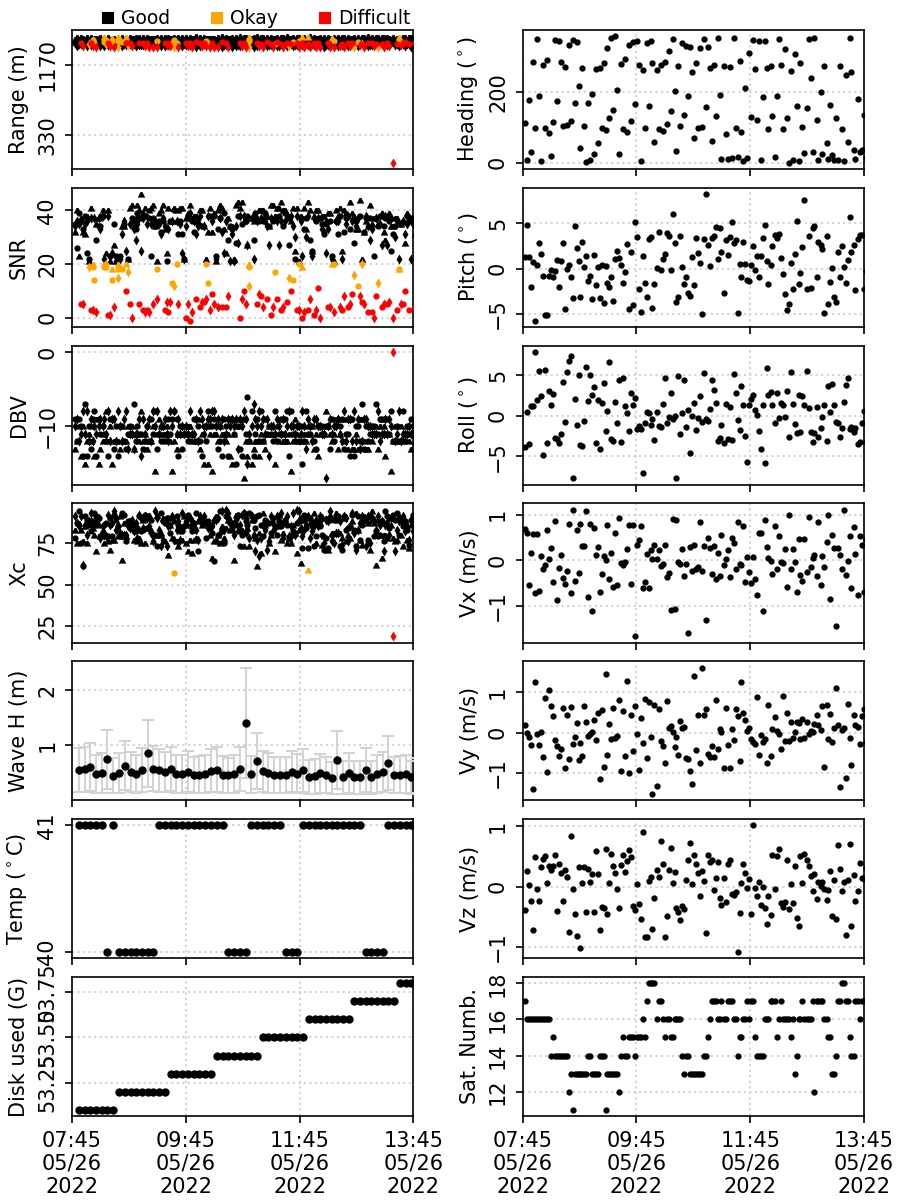 Good Okay Difficult
Range (m)
1170
330
Heading (°)
200
0
SNR
40
20
0
Pitch (°)
5
0
−5
DBV
0
−10
Roll (°)
5
0
−5
Xc
75
50
25
Vx (m/s)
1
0
−1
Wave H (m)
2
1
Vy (m/s)
1
0
−1
Temp (°C)
41
40
Vz (m/s)
1
0
−1
Disk used (G)
53.75
53.50
53.25
Sat. Numb.
18
16
14
12
07:45 09:45 11:45 13:45 07:45 09:45 11:45 13:45
05/26 05/26 05/26 05/26 05/26 05/26 05/26 05/26
2022 2022 2022 2022 2022 2022 2022 2022